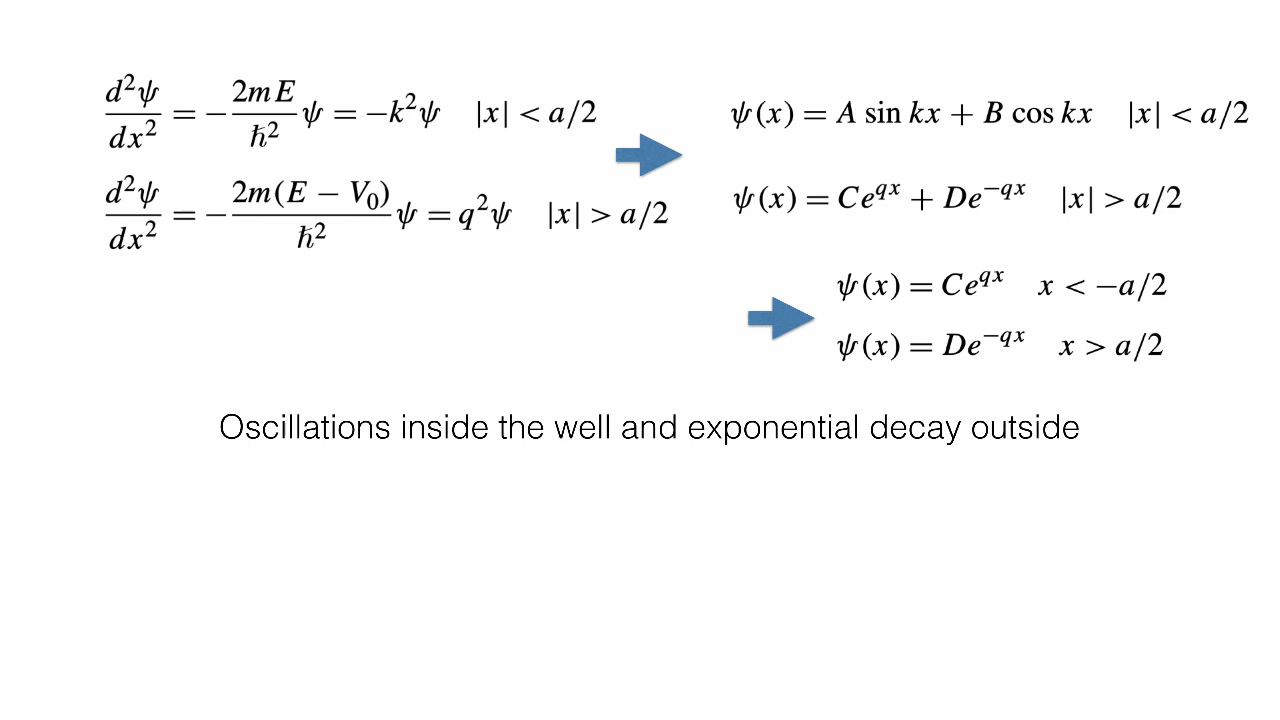 d²ψ/dx² = −2mE/ħ² ψ = −k²ψ |x| < a/2
ψ(x) = A sin kx + B cos kx |x| < a/2
d²ψ/dx² = −2m(E − V₀)/ħ² ψ = q²ψ |x| > a/2
ψ(x) = Ce^{qx} + De^{−qx} |x| > a/2
ψ(x) = Ce^{qx} x < −a/2
ψ(x) = De^{−qx} x > a/2
Oscillations inside the well and exponential decay outside